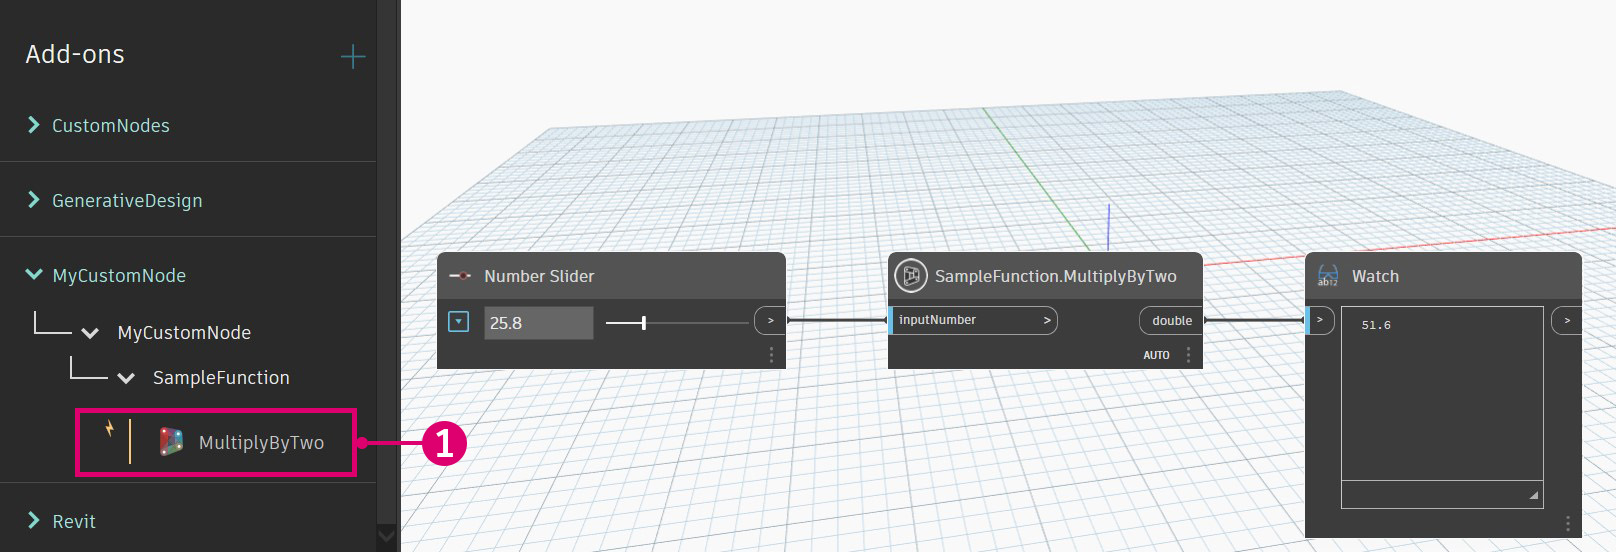 Add-ons
CustomNodes
GenerativeDesign
MyCustomNode
MyCustomNode
SampleFunction
MultiplyByTwo
1
Revit
Number Slider
25.8
>
SampleFunction.MultiplyByTwo
inputNumber >
double
AUTO
Watch
ab12
>
51.6
>